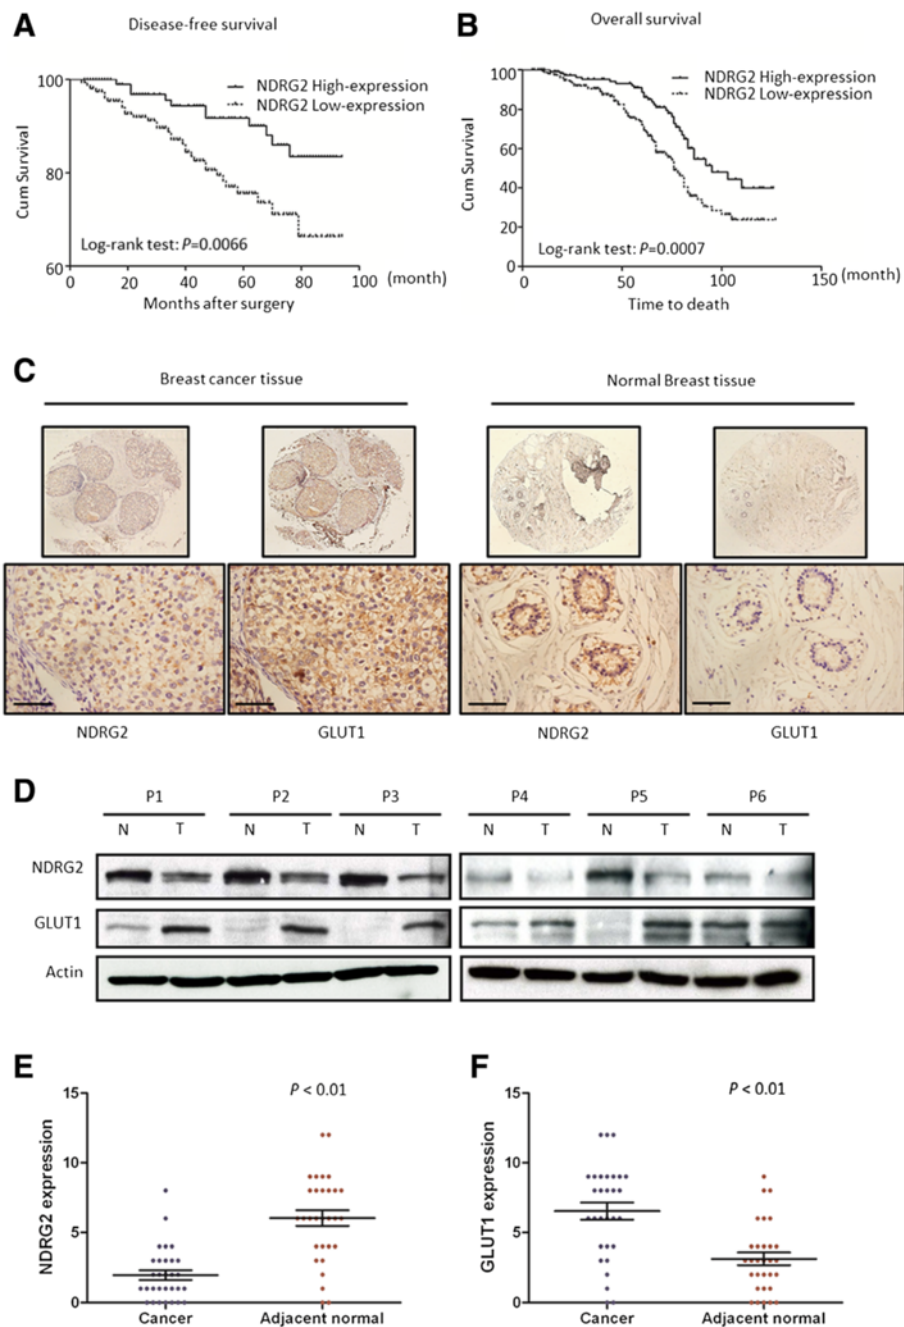 A
Disease-free survival
100
80
60
Cum Survival
NDRG2 High-expression
NDRG2 Low-expression
Log-rank test: P=0.0066
0 20 40 60 80 100 (month)
Months after surgery
B
Overall survival
100
80
60
40
20
0
Cum Survival
NDRG2 High-expression
NDRG2 Low-expression
Log-rank test: P=0.0007
0 50 100 150 (month)
Time to death
C
Breast cancer tissue Normal Breast tissue
NDRG2 GLUT1 NDRG2 GLUT1
D
P1 P2 P3 P4 P5 P6
N T N T N T N T N T N T
NDRG2
GLUT1
Actin
E
P < 0.01
15
10
5
0
NDRG2 expression
Cancer Adjacent normal
F
P < 0.01
15
10
5
0
GLUT1 expression
Cancer Adjacent normal